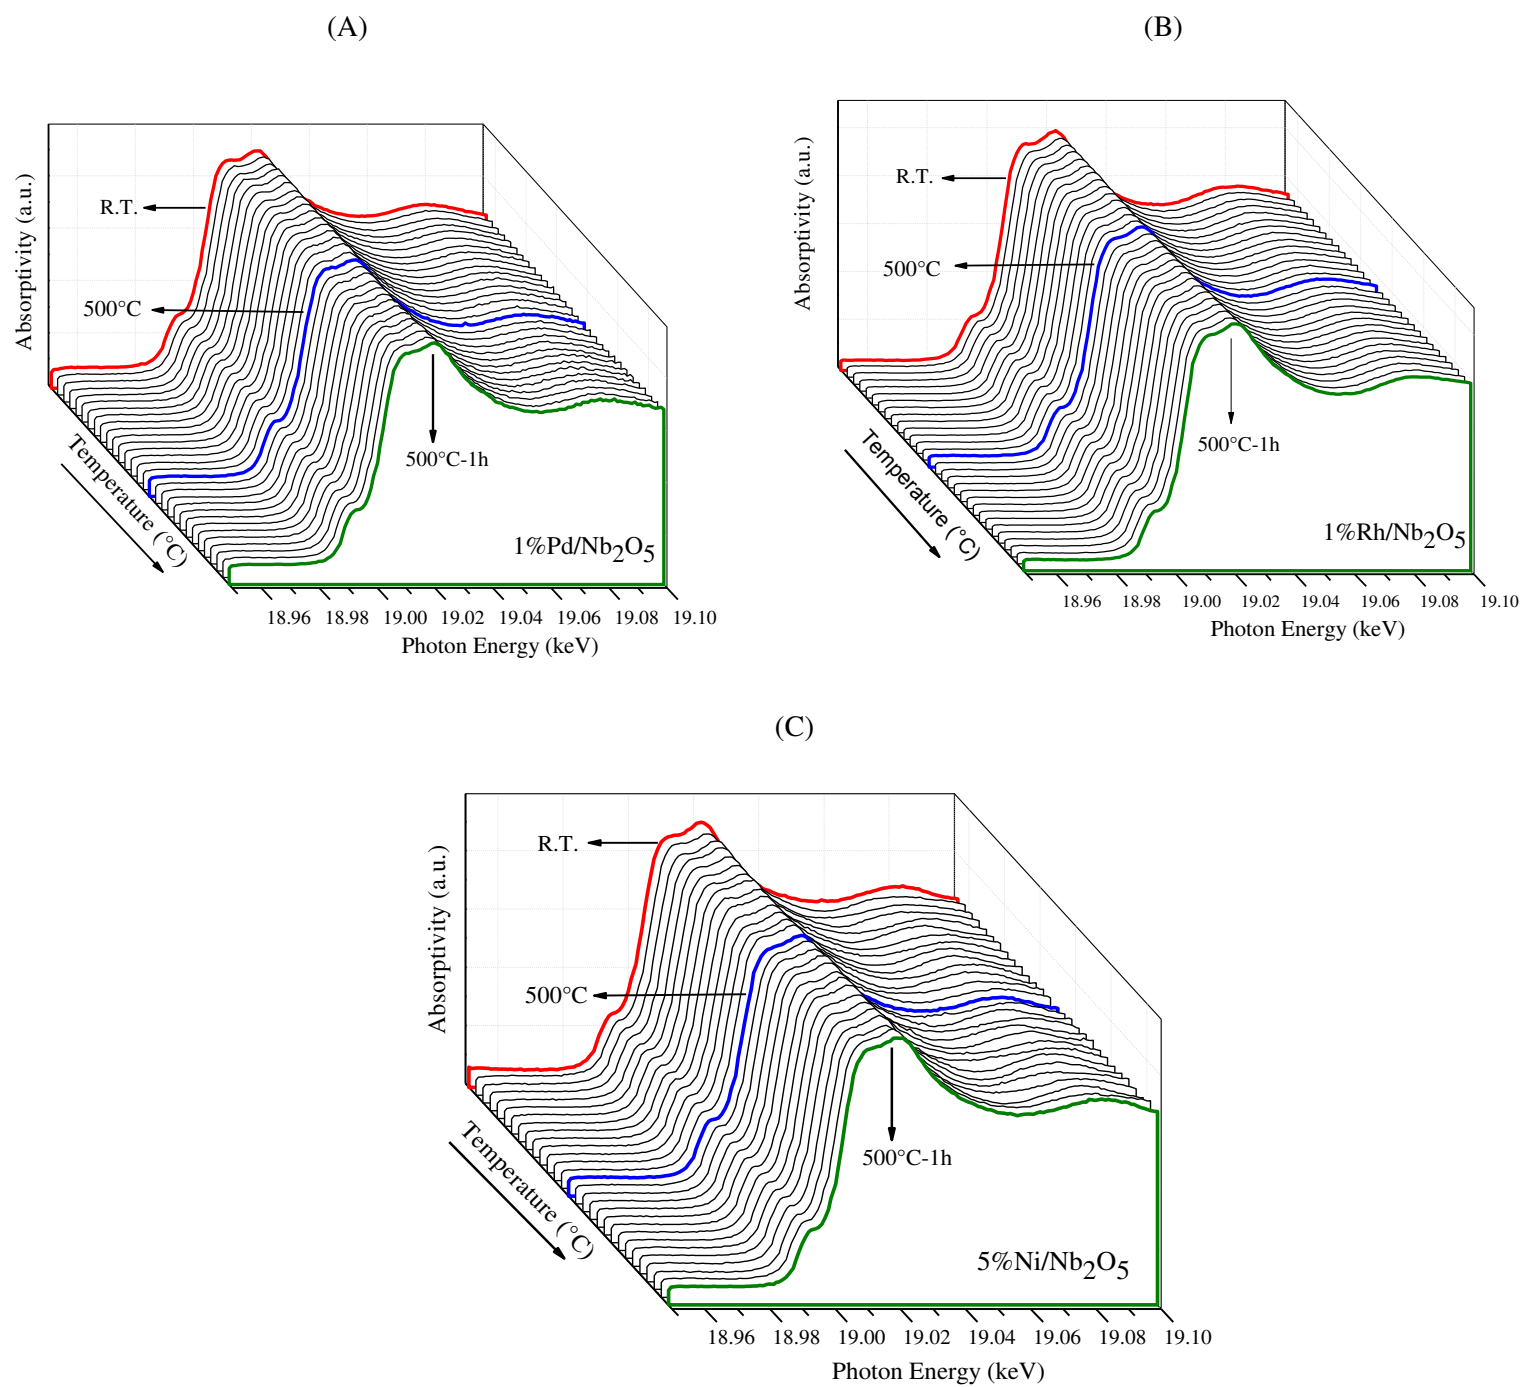 (A)
Absorptivity (a.u.)
R.T.
500°C
500°C-1h
Temperature (°C)
1%Pd/Nb2O5
18.96 18.98 19.00 19.02 19.04 19.06 19.08 19.10
Photon Energy (keV)
(B)
Absorptivity (a.u.)
R.T.
500°C
500°C-1h
Temperature (°C)
1%Rh/Nb2O5
18.96 18.98 19.00 19.02 19.04 19.06 19.08 19.10
Photon Energy (keV)
(C)
Absorptivity (a.u.)
R.T.
500°C
500°C-1h
Temperature (°C)
5%Ni/Nb2O5
18.96 18.98 19.00 19.02 19.04 19.06 19.08 19.10
Photon Energy (keV)